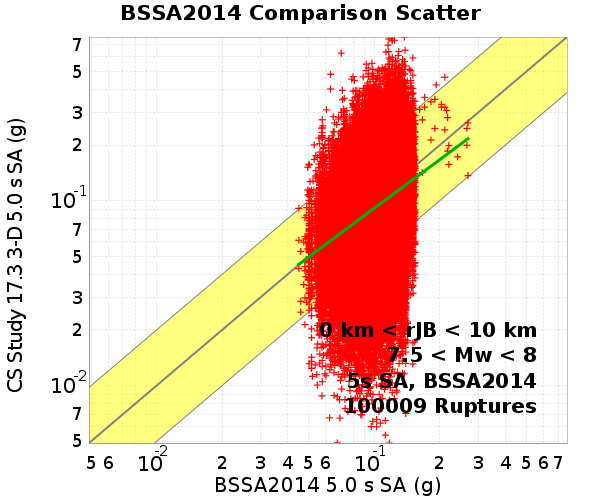 BSSA2014 Comparison Scatter
CS Study 17.3 3-D 5.0 s SA (g)
7
5
3
2
10-1
7
5
3
2
10-2
7
5
0 km < rJB < 10 km
7.5 < Mw < 8
5s SA, BSSA2014
100009 Ruptures
5 6 10-2 2 3 4 5 6 10-1 2 3 4 5 6 7
BSSA2014 5.0 s SA (g)